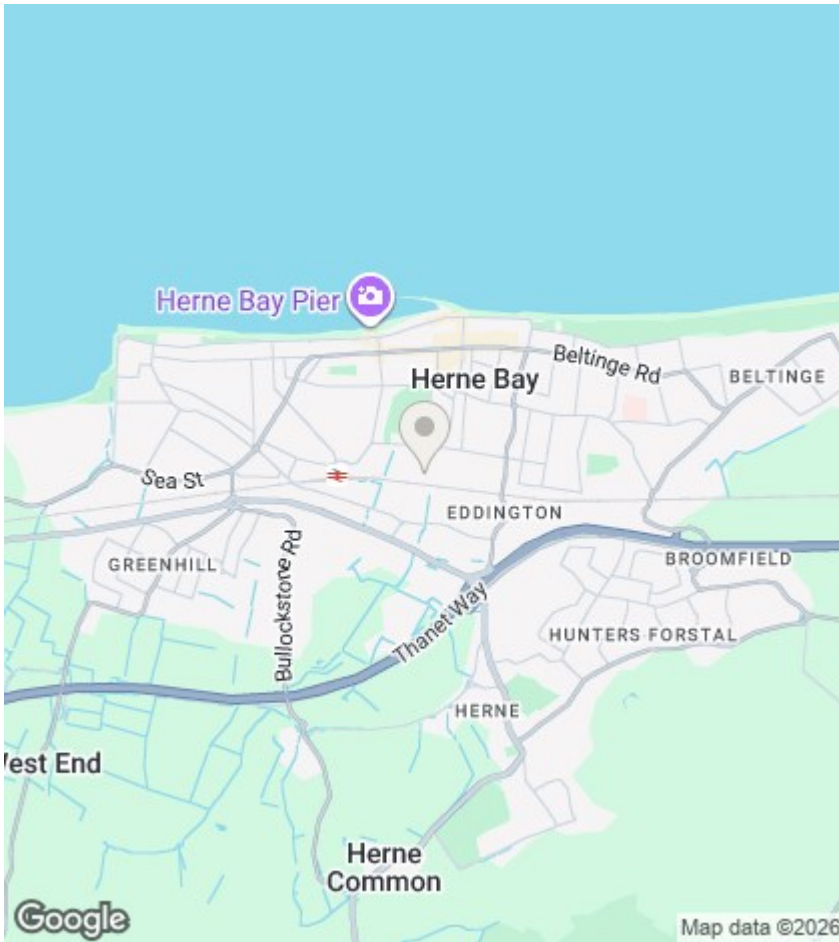 Herne Bay Pier
Herne Bay
Beltinge Rd
BELTINGE
Sea St
EDDINGTON
GREENHILL
Bullockstone Rd
BROOMFIELD
Thanet Way
HUNTERS FORSTAL
HERNE
est End
Herne
Common
Google
Map data ©2026